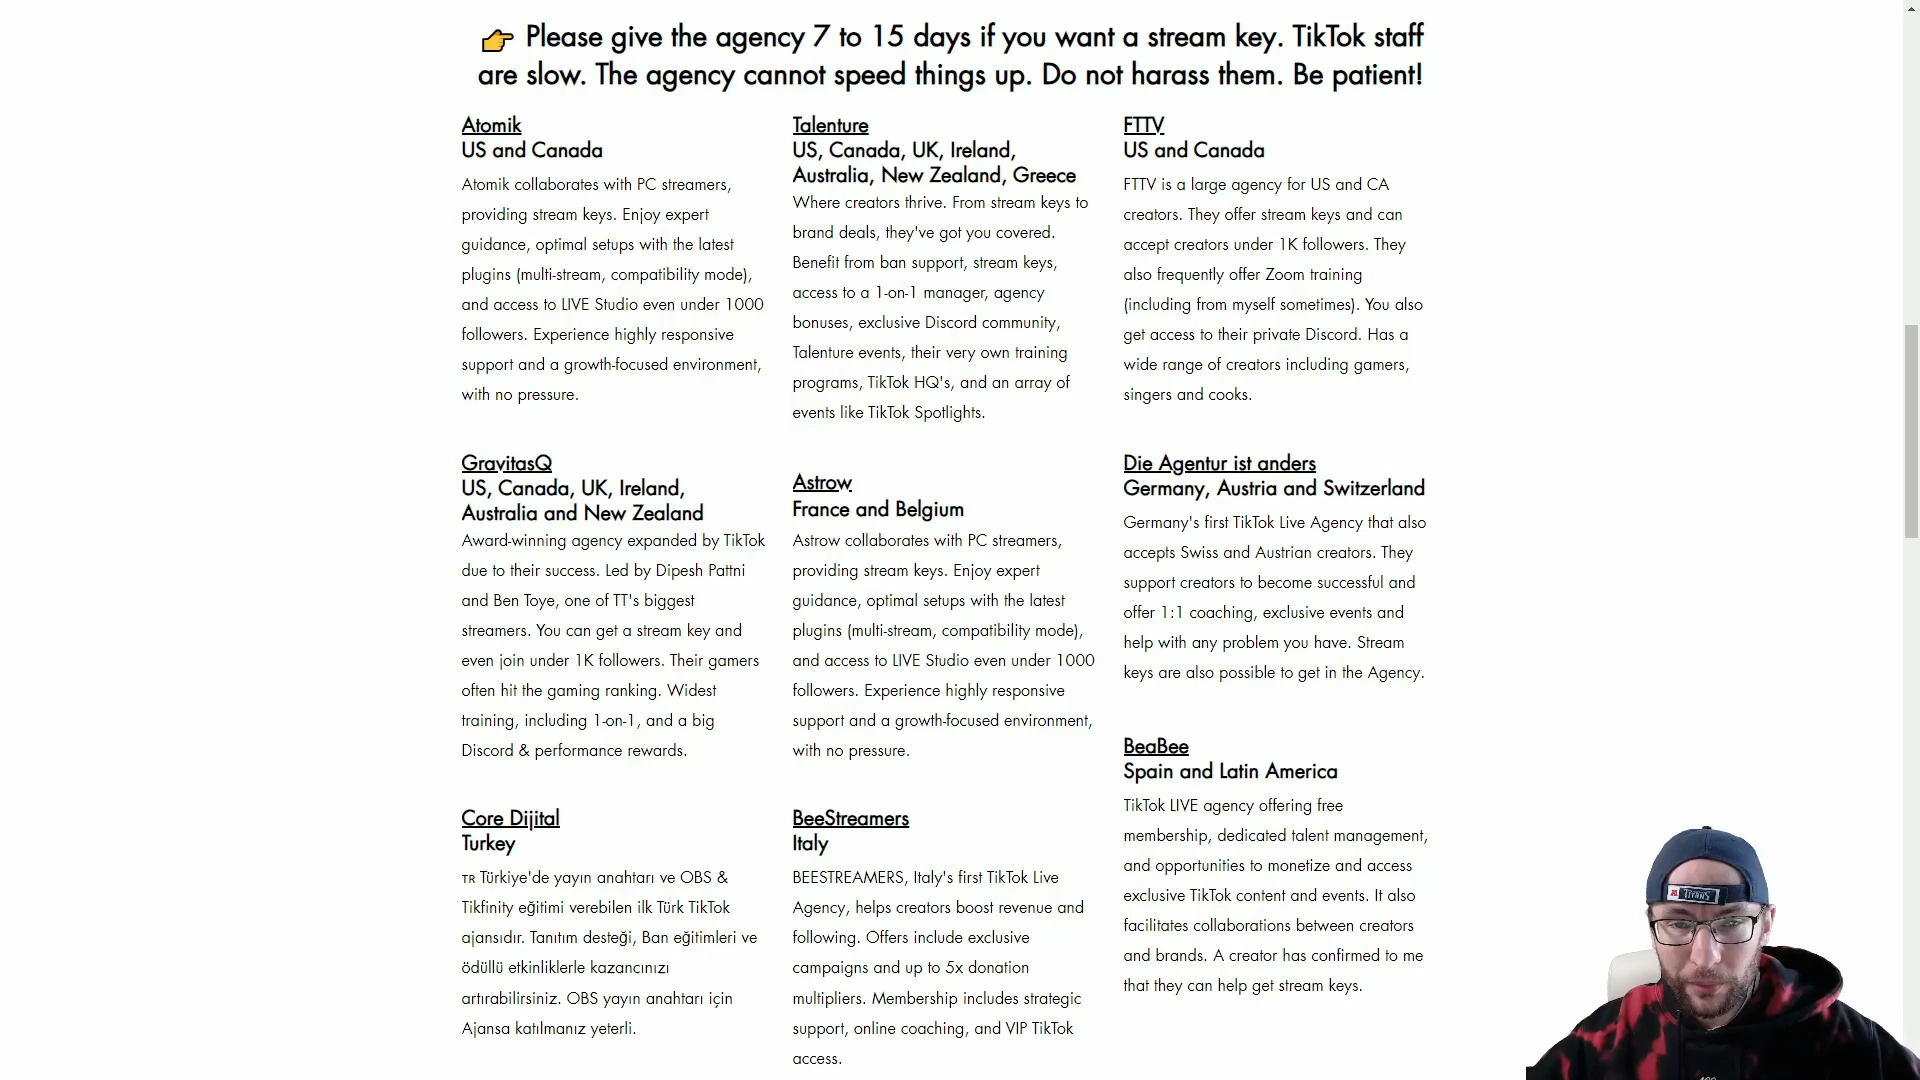 👉 Please give the agency 7 to 15 days if you want a stream key. TikTok staff
are slow. The agency cannot speed things up. Do not harass them. Be patient!
Atomik
US and Canada
Atomik collaborates with PC streamers,
providing stream keys. Enjoy expert
guidance, optimal setups with the latest
plugins (multi-stream, compatibility mode),
and access to LIVE Studio even under 1000
followers. Experience highly responsive
support and a growth-focused environment,
with no pressure.
Talenture
US, Canada, UK, Ireland,
Australia, New Zealand, Greece
Where creators thrive. From stream keys to
brand deals, they've got you covered.
Benefit from ban support, stream keys,
access to a 1-on-1 manager, agency
bonuses, exclusive Discord community,
Talenture events, their very own training
programs, TikTok HQ's, and an array of
events like TikTok Spotlights.
FTTV
US and Canada
FTTV is a large agency for US and CA
creators. They offer stream keys and can
accept creators under 1K followers. They
also frequently offer Zoom training
(including from myself sometimes). You also
get access to their private Discord. Has a
wide range of creators including gamers,
singers and cooks.
GravitasQ
US, Canada, UK, Ireland,
Australia and New Zealand
Award-winning agency expanded by TikTok
due to their success. Led by Dipesh Pattni
and Ben Toye, one of TT's biggest
streamers. You can get a stream key and
even join under 1K followers. Their gamers
often hit the gaming ranking. Widest
training, including 1-on-1, and a big
Discord & performance rewards.
Astrow
France and Belgium
Astrow collaborates with PC streamers,
providing stream keys. Enjoy expert
guidance, optimal setups with the latest
plugins (multi-stream, compatibility mode),
and access to LIVE Studio even under 1000
followers. Experience highly responsive
support and a growth-focused environment,
with no pressure.
Die Agentur ist anders
Germany, Austria and Switzerland
Germany's first TikTok Live Agency that also
accepts Swiss and Austrian creators. They
support creators to become successful and
offer 1:1 coaching, exclusive events and
help with any problem you have. Stream
keys are also possible to get in the Agency.
Core Dijital
Turkey
TR Türkiye'de yayın anahtarı ve OBS &
Tikfinity eğitimi verebilen ilk Türk TikTok
ajansıdır. Tanıtım desteği, Ban eğitimleri ve
ödüllü etkinliklerle kazancınızı
artırabilirsiniz. OBS yayın anahtarı için
Ajansa katılmanız yeterli.
BeeStreamers
Italy
BEESTREAMERS, Italy's first TikTok Live
Agency, helps creators boost revenue and
following. Offers include exclusive
campaigns and up to 5x donation
multipliers. Membership includes strategic
support, online coaching, and VIP TikTok
access.
BeaBee
Spain and Latin America
TikTok LIVE agency offering free
membership, dedicated talent management,
and opportunities to monetize and access
exclusive TikTok content and events. It also
facilitates collaborations between creators
and brands. A creator has confirmed to me
that they can help get stream keys.
TITANS